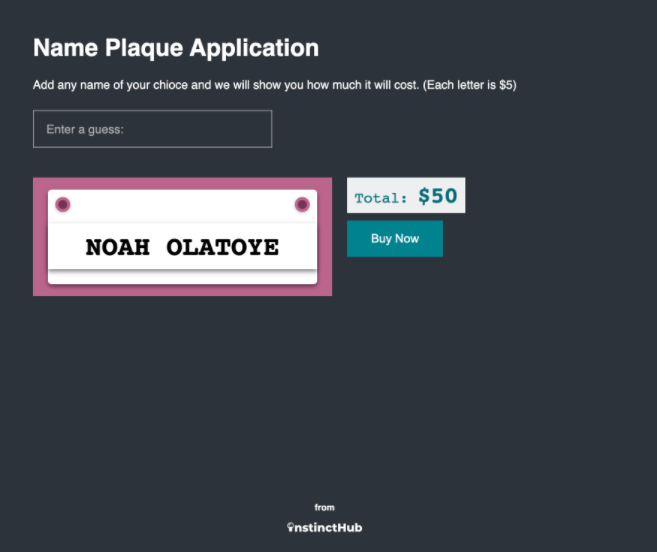 Name Plaque Application
Add any name of your chioce and we will show you how much it will cost. (Each letter is $5)
Enter a guess:
NOAH OLATOYE
Total: $50
Buy Now
from
instinctHub